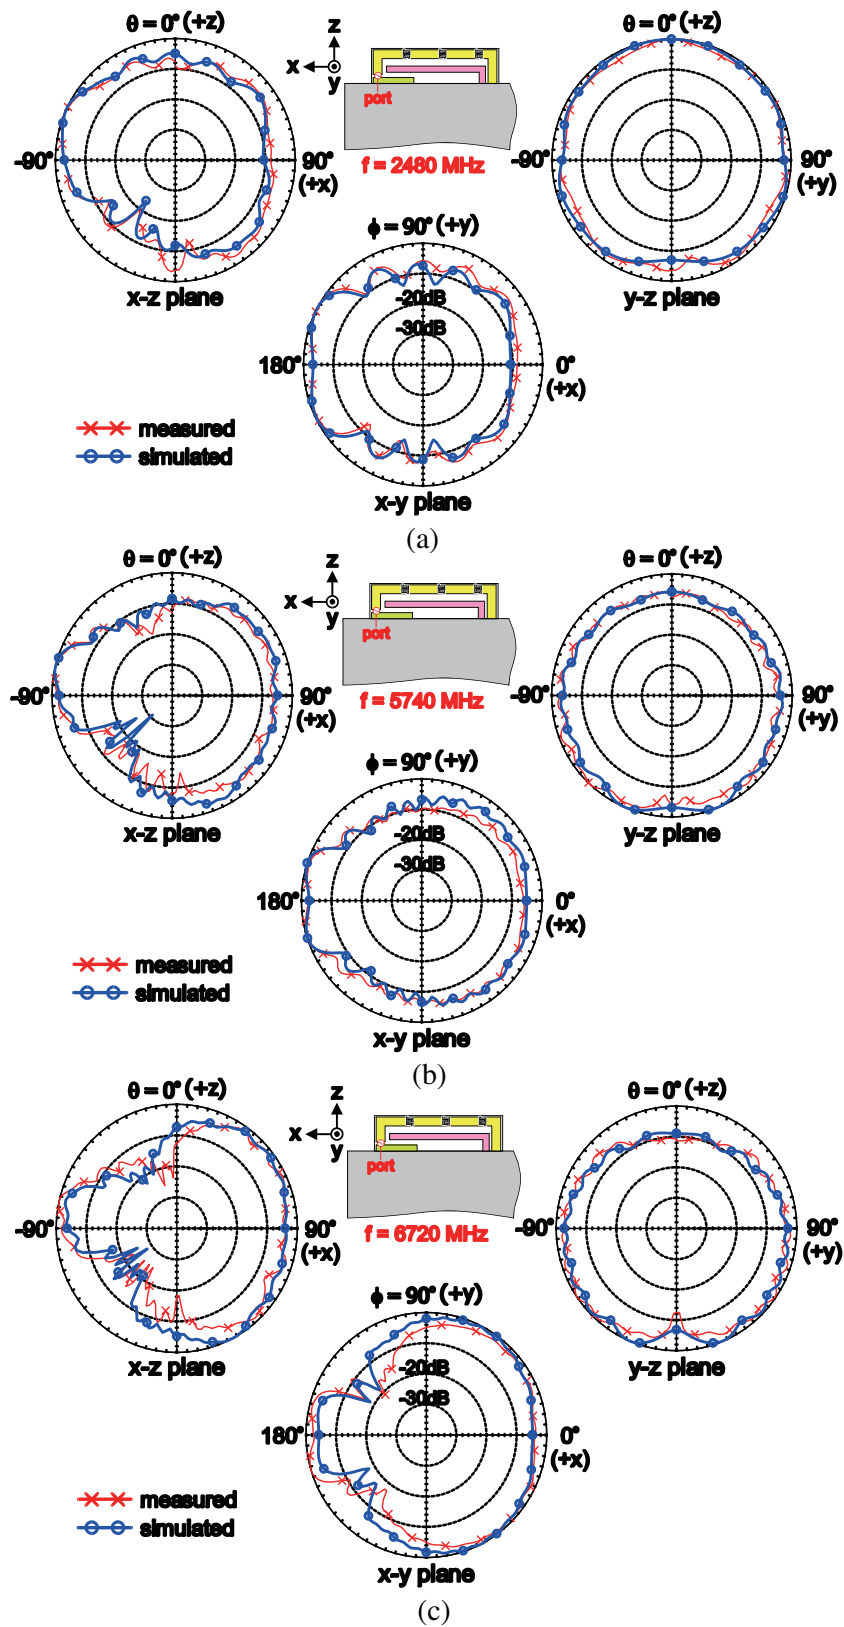 θ = 0° (+z)
z
x
y
port
f = 2480 MHz
θ = 0° (+z)
-90°
90°
(+x)
-90°
90°
(+y)
x-z plane
y-z plane
ϕ = 90° (+y)
-20dB
-30dB
180°
0°
(+x)
measured
simulated
x-y plane
(a)
θ = 0° (+z)
z
x
y
port
f = 5740 MHz
θ = 0° (+z)
-90°
90°
(+x)
-90°
90°
(+y)
x-z plane
y-z plane
ϕ = 90° (+y)
-20dB
-30dB
180°
0°
(+x)
measured
simulated
x-y plane
(b)
θ = 0° (+z)
z
x
y
port
f = 6720 MHz
θ = 0° (+z)
-90°
90°
(+x)
-90°
90°
(+y)
x-z plane
y-z plane
ϕ = 90° (+y)
-20dB
-30dB
180°
0°
(+x)
measured
simulated
x-y plane
(c)